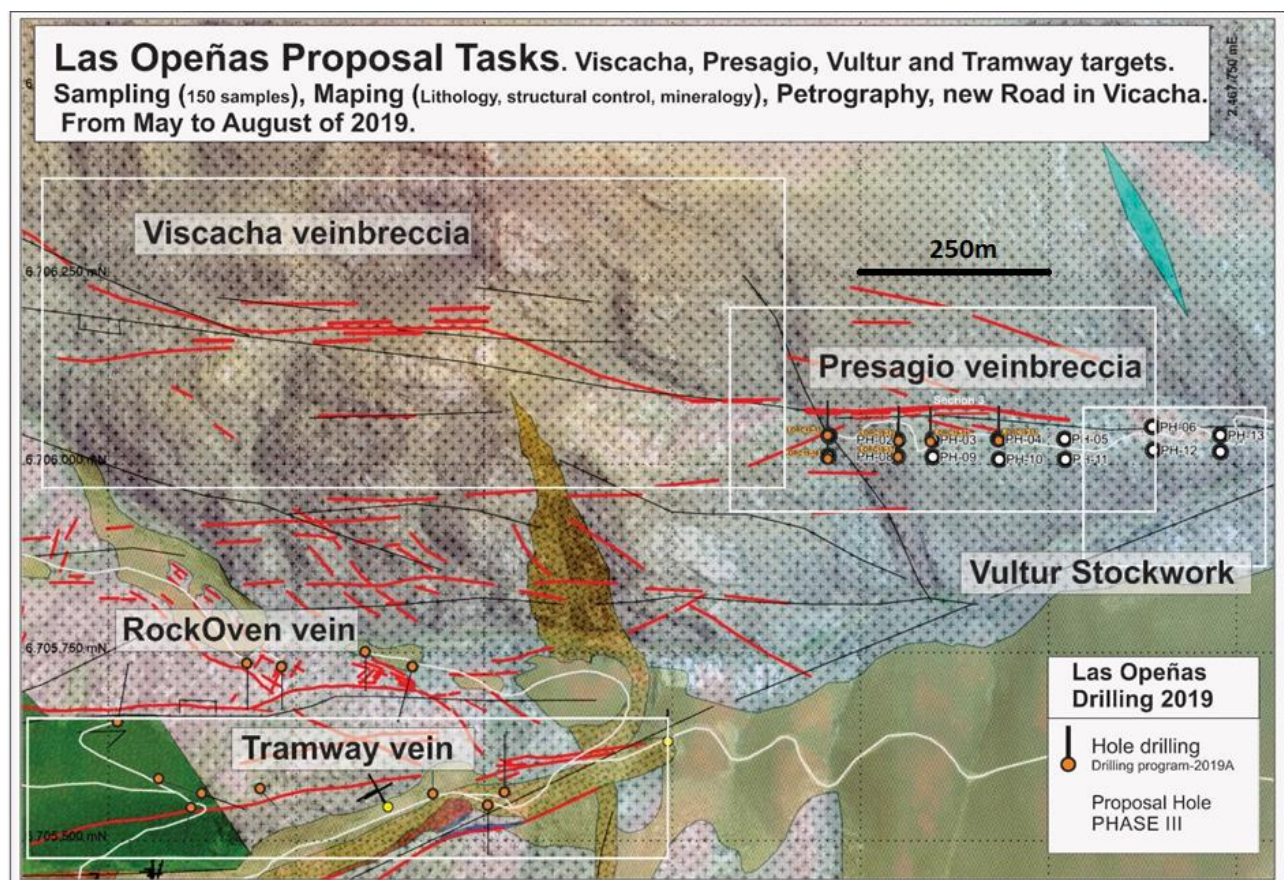 Las Opeñas Proposal Tasks. Viscacha, Presagio, Vultur and Tramway targets.
Sampling (150 samples), Maping (Lithology, structural control, mineralogy), Petrography, new Road in Vicacha.
From May to August of 2019.
2.467.750 mE
Viscacha veinbreccia
6.706.250 mN
250m
Presagio veinbreccia
Section 3
PH-06
PH-13
PH-02
PH-03
PH-04
PH-05
PH-12
6.706.000 mN
PH-08
PH-09
PH-10
PH-11
Vultur Stockwork
RockOven vein
6.705.750 mN
Las Opeñas
Drilling 2019
Hole drilling
Drilling program-2019A
Proposal Hole
PHASE III
Tramway vein
6.705.500 mN